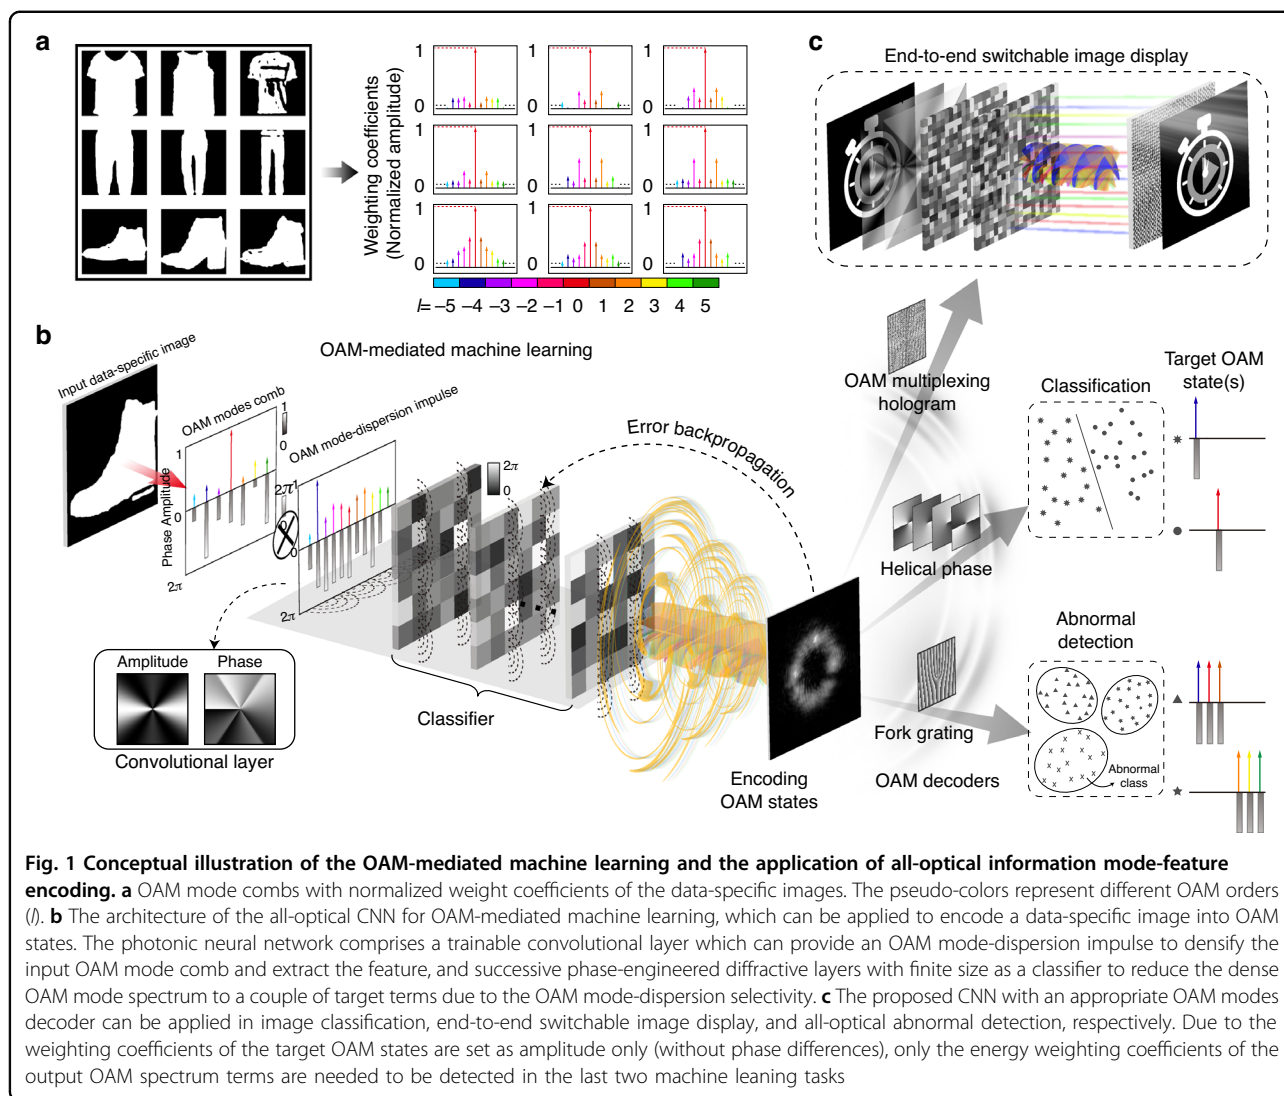 a
Weighting coefficients
(Normalized amplitude)
1
0
1
0
1
0
1
0
1
0
1
0
1
0
1
0
1
0
l= −5 −4 −3 −2 −1 0 1 2 3 4 5
c
End-to-end switchable image display
b
OAM-mediated machine learning
Input data-specific image
OAM modes comb
1
0
OAM mode-dispersion impulse
Phase Amplitude
1
0
2π
2π
1
0
0
2π
2π
0
Error backpropagation
Amplitude
Phase
Convolutional layer
Classifier
Encoding
OAM states
OAM multiplexing
hologram
Helical phase
Fork grating
OAM decoders
Classification
Target OAM
state(s)
Abnormal
detection
Abnormal
class
Fig. 1 Conceptual illustration of the OAM-mediated machine learning and the application of all-optical information mode-feature
encoding. a OAM mode combs with normalized weight coefficients of the data-specific images. The pseudo-colors represent different OAM orders
(l). b The architecture of the all-optical CNN for OAM-mediated machine learning, which can be applied to encode a data-specific image into OAM
states. The photonic neural network comprises a trainable convolutional layer which can provide an OAM mode-dispersion impulse to densify the
input OAM mode comb and extract the feature, and successive phase-engineered diffractive layers with finite size as a classifier to reduce the dense
OAM mode spectrum to a couple of target terms due to the OAM mode-dispersion selectivity. c The proposed CNN with an appropriate OAM modes
decoder can be applied in image classification, end-to-end switchable image display, and all-optical abnormal detection, respectively. Due to the
weighting coefficients of the target OAM states are set as amplitude only (without phase differences), only the energy weighting coefficients of the
output OAM spectrum terms are needed to be detected in the last two machine leaning tasks